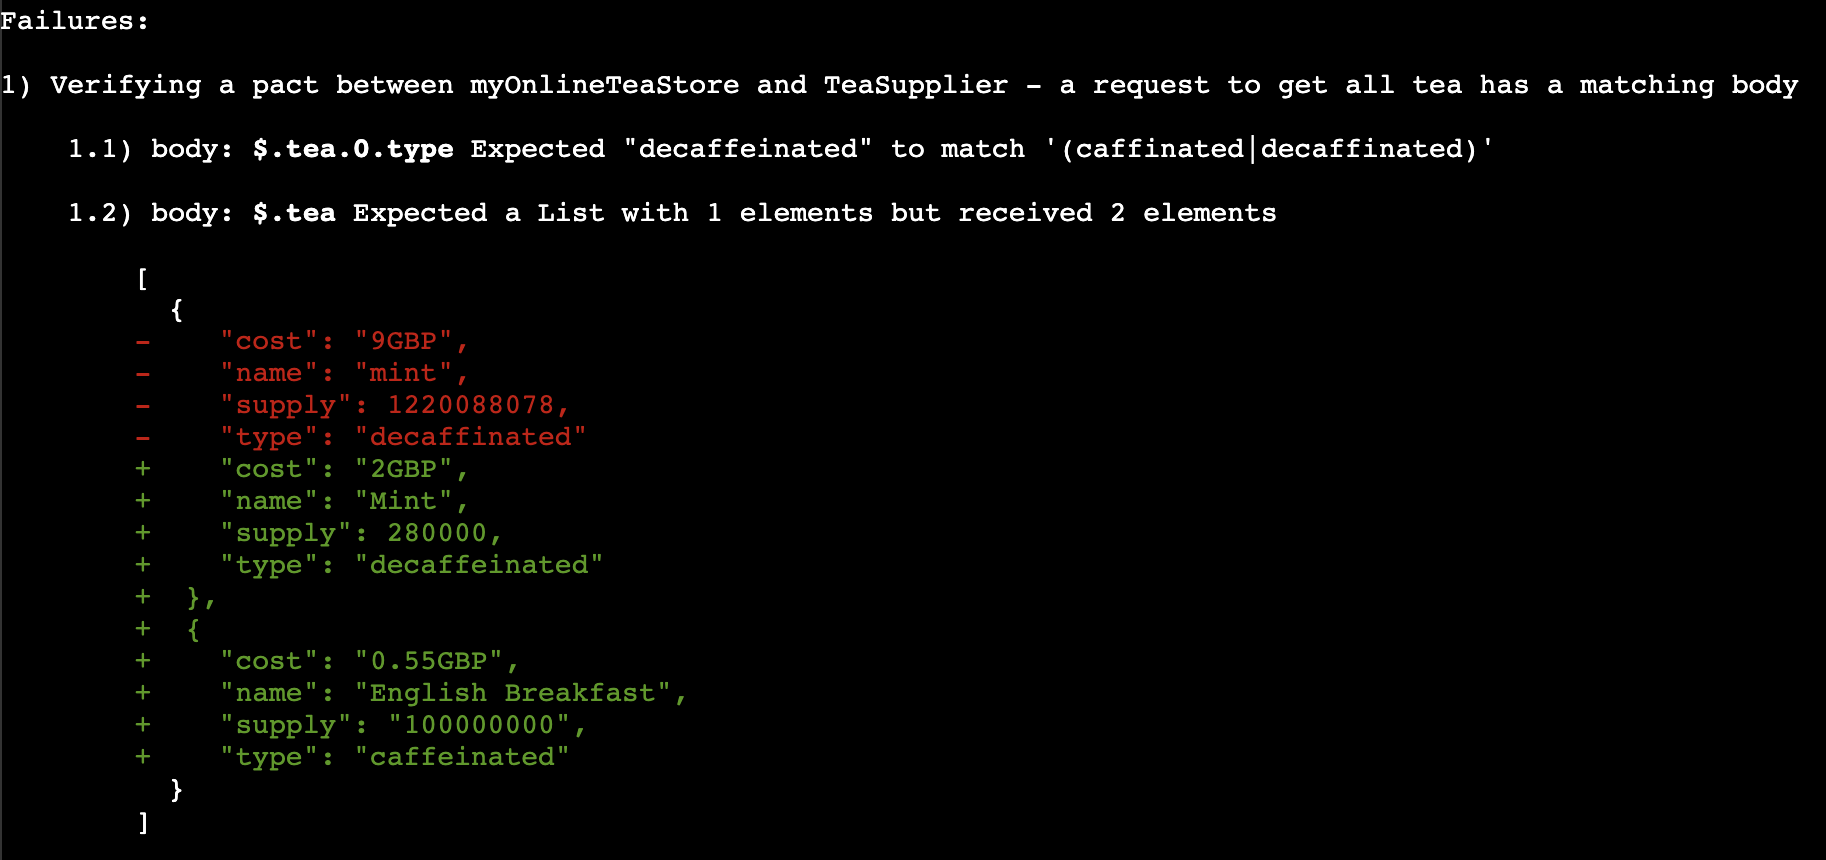 Failures:
1) Verifying a pact between myOnlineTeaStore and TeaSupplier - a request to get all tea has a matching body
1.1) body: $.tea.0.type Expected "decaffeinated" to match '(caffinated|decaffinated)'
1.2) body: $.tea Expected a List with 1 elements but received 2 elements
[
{
- "cost": "9GBP",
- "name": "mint",
- "supply": 1220088078,
- "type": "decaffinated"
+ "cost": "2GBP",
+ "name": "Mint",
+ "supply": 280000,
+ "type": "decaffeinated"
+ },
+ {
+ "cost": "0.55GBP",
+ "name": "English Breakfast",
+ "supply": "100000000",
+ "type": "caffeinated"
}
]